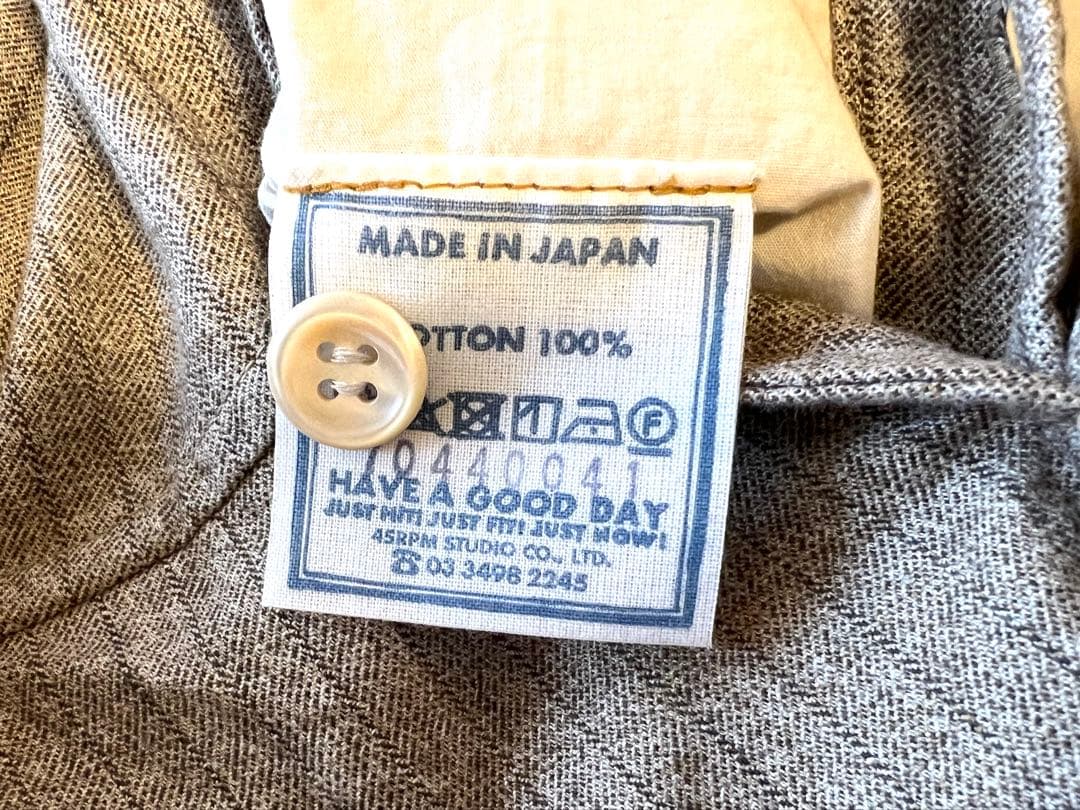 MADE IN JAPAN
OTTON 100%
F
70440041
HAVE A GOOD DAY
JUST HIT! JUST FIT! JUST NOW!
45RPM STUDIO CO., LTD.
☎ 03 3498 2245